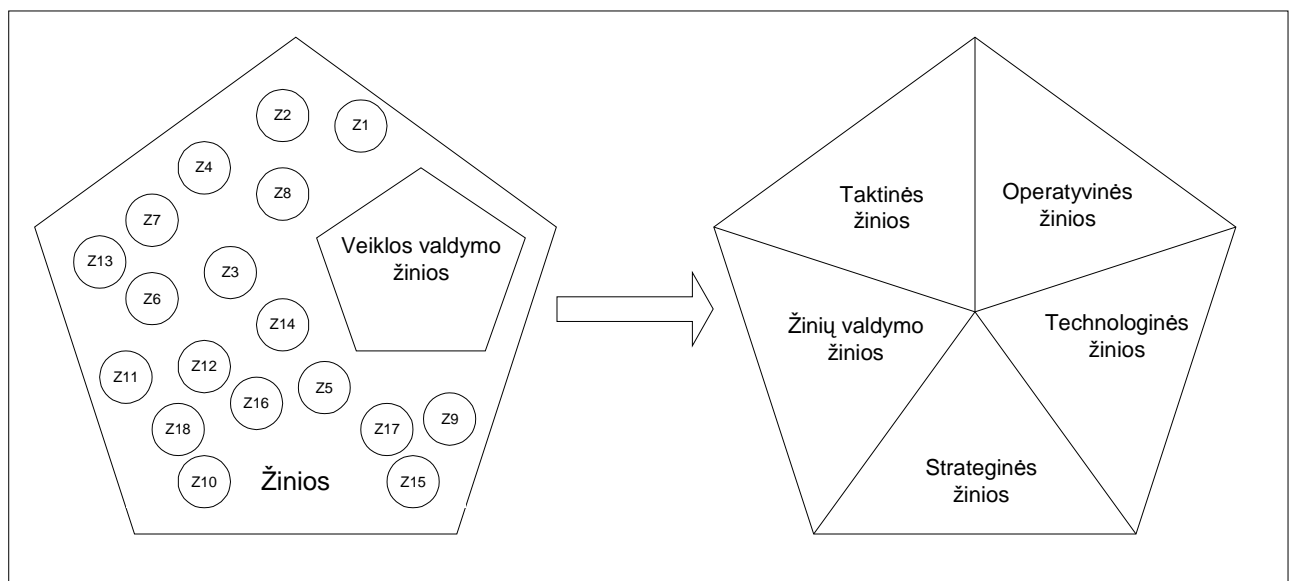 Z2
Z1
Z4
Z8
Z7
Veiklos valdymo
žinios
Z13
Z3
Z6
Z14
Z12
Z11
Z5
Z16
Z9
Z18
Z17
Z10
Žinios
Z15
Taktinės
žinios
Operatyvinės
žinios
Žinių valdymo
žinios
Technologinės
žinios
Strateginės
žinios